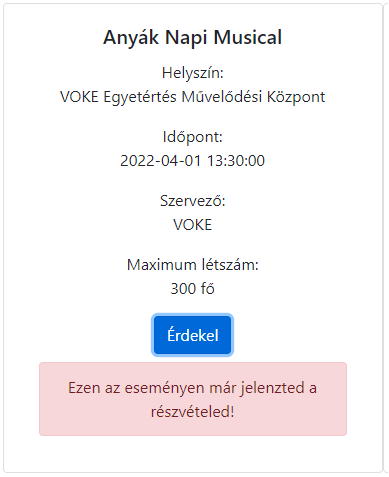 Anyák Napi Musical
Helyszín:
VOKE Egyetértés Művelődési Központ
Időpont:
2022-04-01 13:30:00
Szervező:
VOKE
Maximum létszám:
300 fő
Érdekel
Ezen az eseményen már jelenzted a
részvételed!